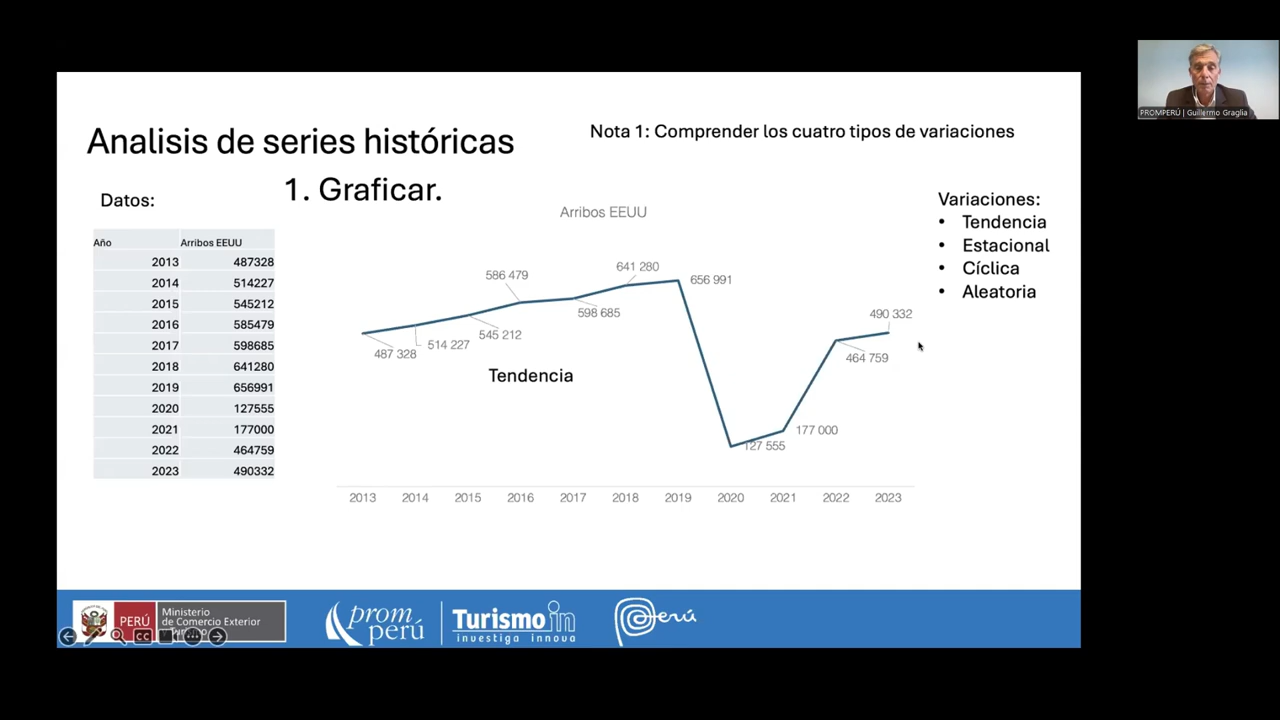 PROMPERÚ | Guillermo Graglia
Analisis de series históricas
Nota 1: Comprender los cuatro tipos de variaciones
1. Graficar.
Datos:
Año Arribos EEUU
2013 487328
2014 514227
2015 545212
2016 585479
2017 598685
2018 641280
2019 656991
2020 127555
2021 177000
2022 464759
2023 490332
Arribos EEUU
487 328
514 227
545 212
586 479
598 685
641 280
656 991
127 555
177 000
464 759
490 332
Tendencia
2013 2014 2015 2016 2017 2018 2019 2020 2021 2022 2023
Variaciones:
• Tendencia
• Estacional
• Cíclica
• Aleatoria
PERÚ
Ministerio
de Comercio Exterior
prom
perú
Turismo in
investiga innova
Perú
CC